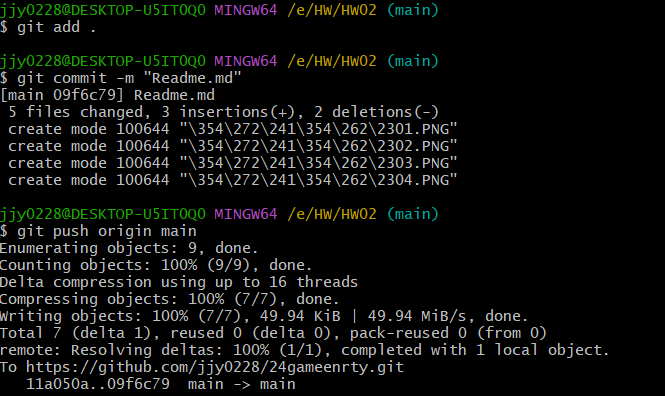 jjy0228@DESKTOP-U5ITOQO MINGW64 /e/HW/HW02 (main)
$ git add .
jjy0228@DESKTOP-U5ITOQO MINGW64 /e/HW/HW02 (main)
$ git commit -m "Readme.md"
[main 09f6c79] Readme.md
5 files changed, 3 insertions(+), 2 deletions(-)
create mode 100644 "\354\272\241\354\262\2301.PNG"
create mode 100644 "\354\272\241\354\262\2302.PNG"
create mode 100644 "\354\272\241\354\262\2303.PNG"
create mode 100644 "\354\272\241\354\262\2304.PNG"
jjy0228@DESKTOP-U5ITOQO MINGW64 /e/HW/HW02 (main)
$ git push origin main
Enumerating objects: 9, done.
Counting objects: 100% (9/9), done.
Delta compression using up to 16 threads
Compressing objects: 100% (7/7), done.
Writing objects: 100% (7/7), 49.94 KiB | 49.94 MiB/s, done.
Total 7 (delta 1), reused 0 (delta 0), pack-reused 0 (from 0)
remote: Resolving deltas: 100% (1/1), completed with 1 local object.
To https://github.com/jjy0228/24gameenrty.git
11a050a..09f6c79  main -> main